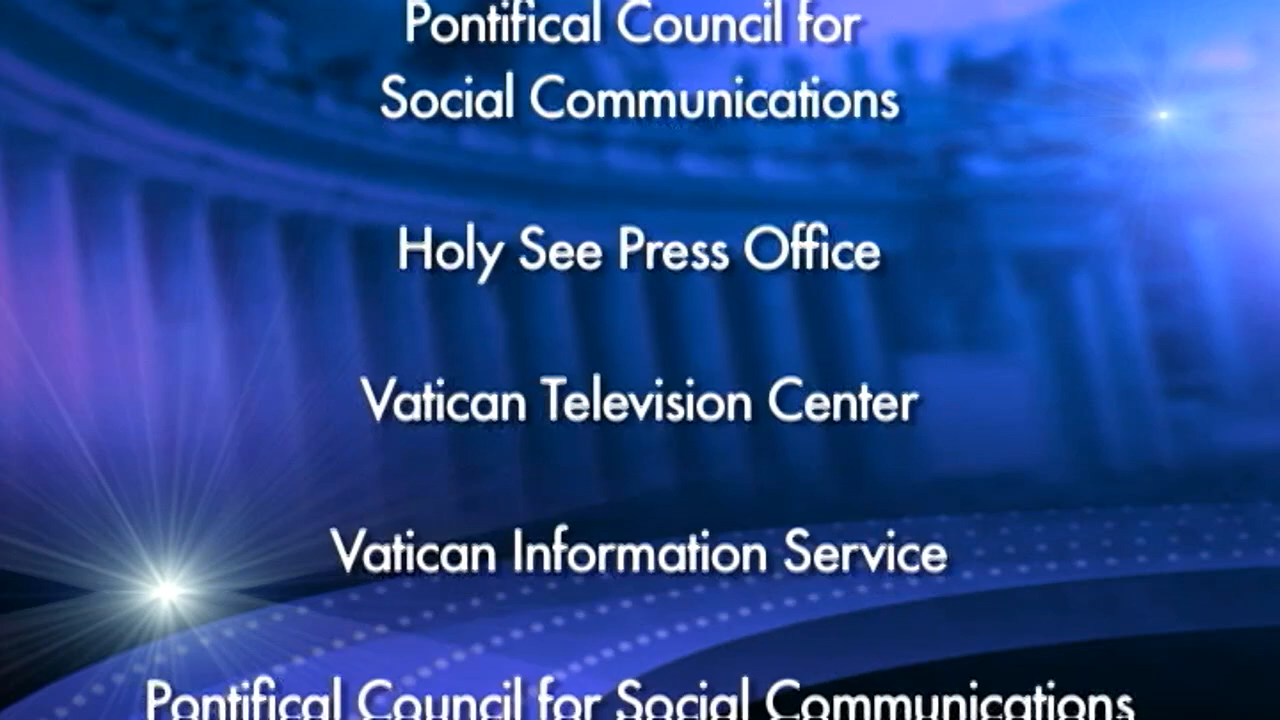 Pontifical Council for
Social Communications
Holy See Press Office
Vatican Television Center
Vatican Information Service
Pontifical Council for Social Communications